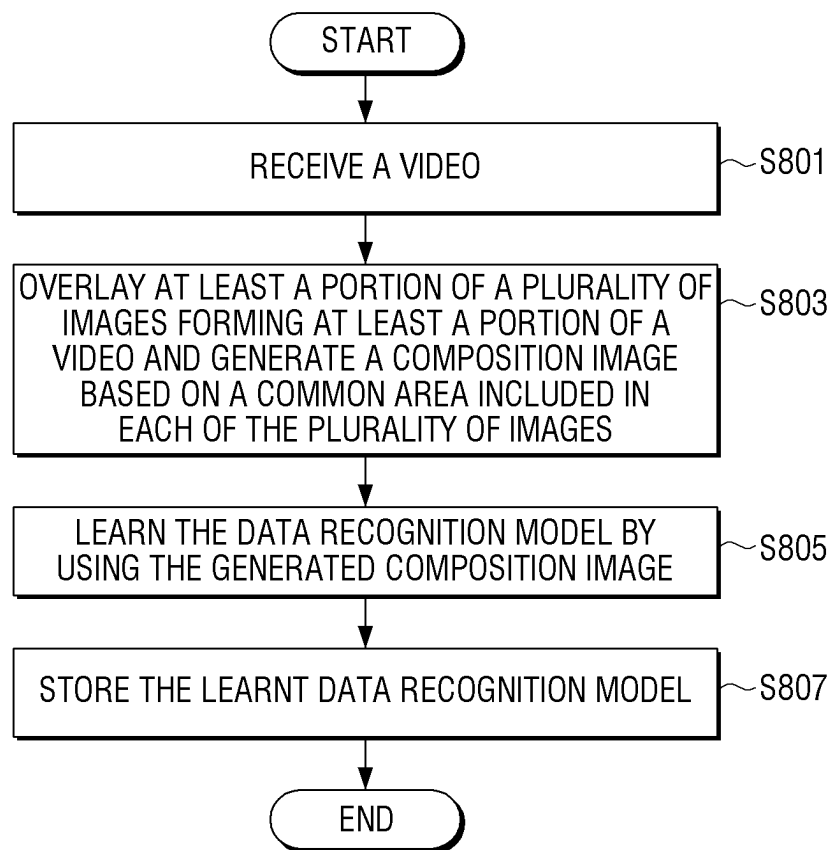 START
RECEIVE A VIDEO
S801
OVERLAY AT LEAST A PORTION OF A PLURALITY OF
IMAGES FORMING AT LEAST A PORTION OF A
VIDEO AND GENERATE A COMPOSITION IMAGE
BASED ON A COMMON AREA INCLUDED IN
EACH OF THE PLURALITY OF IMAGES
S803
LEARN THE DATA RECOGNITION MODEL BY
USING THE GENERATED COMPOSITION IMAGE
S805
STORE THE LEARNT DATA RECOGNITION MODEL
S807
END